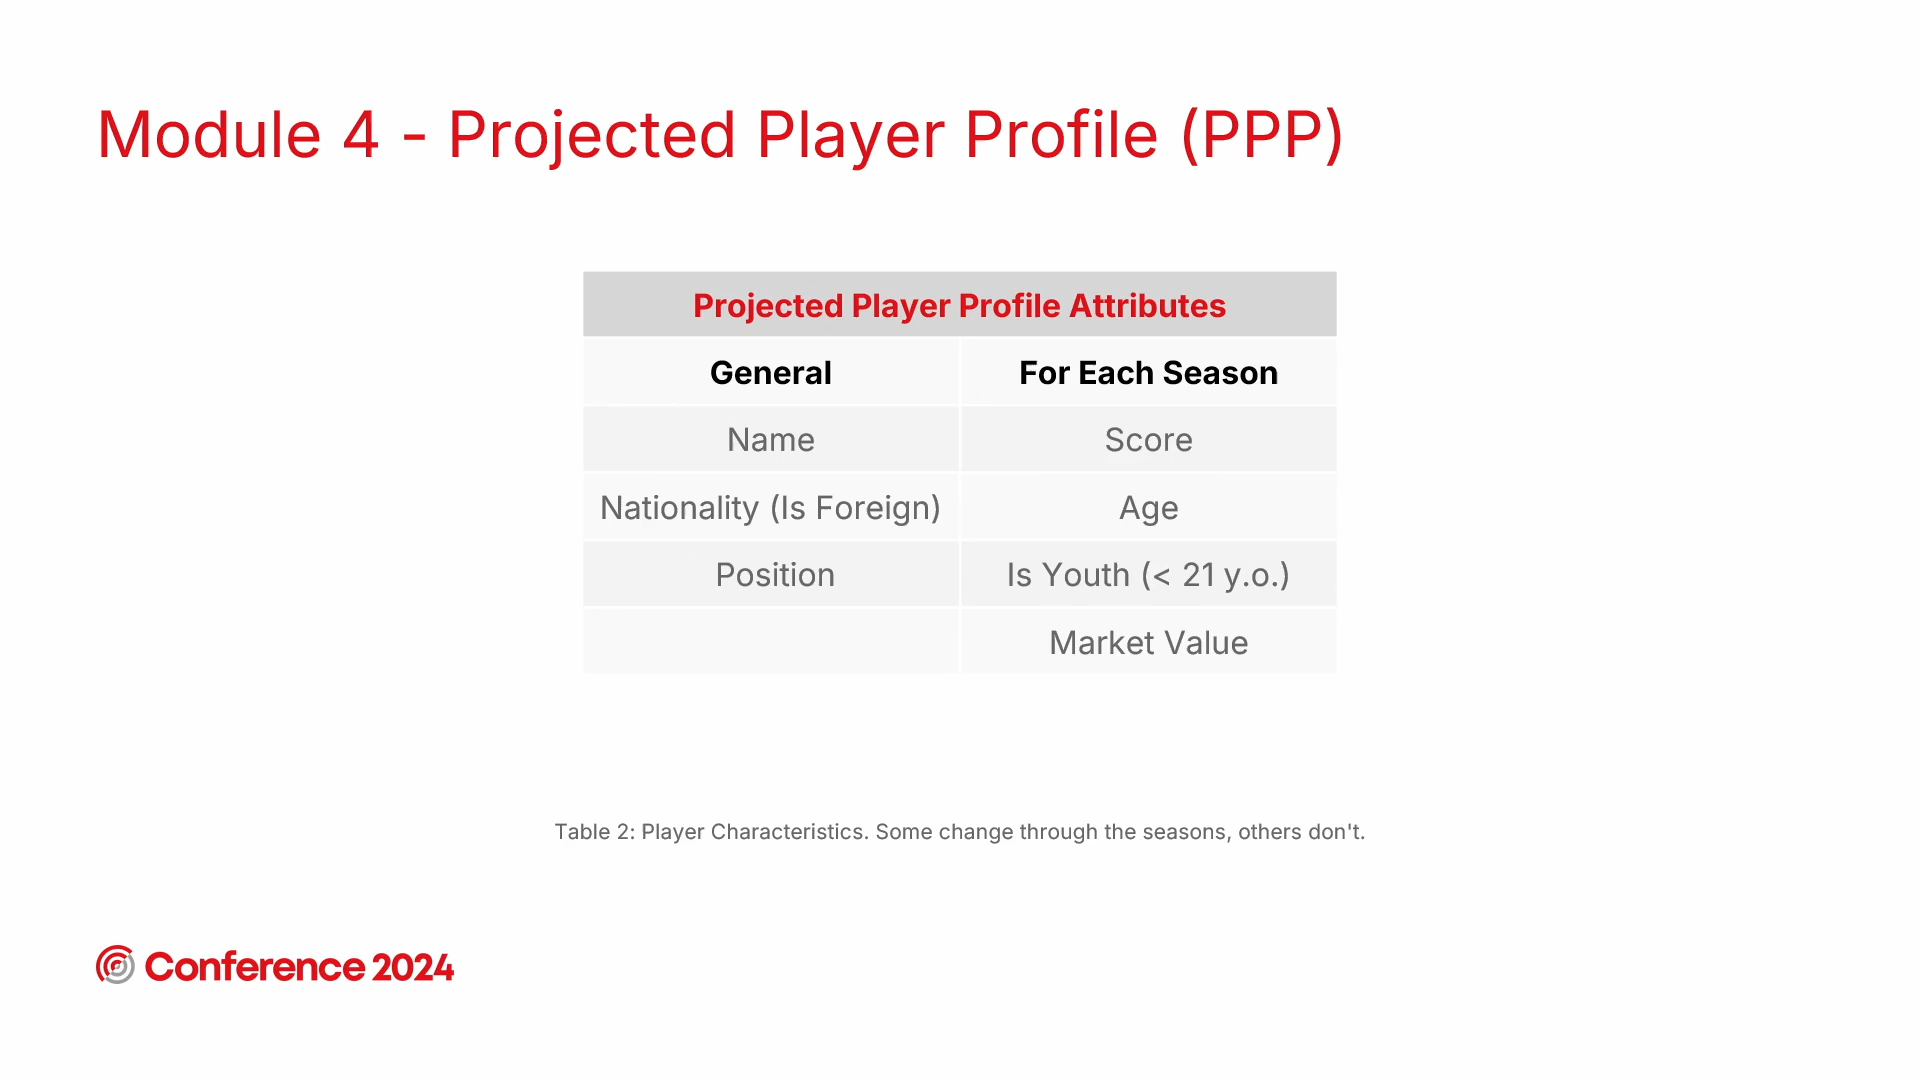 Module 4 - Projected Player Profile (PPP)
Projected Player Profile Attributes
General For Each Season
Name Score
Nationality (Is Foreign) Age
Position Is Youth (< 21 y.o.)
Market Value
Table 2: Player Characteristics. Some change through the seasons, others don't.
Conference 2024